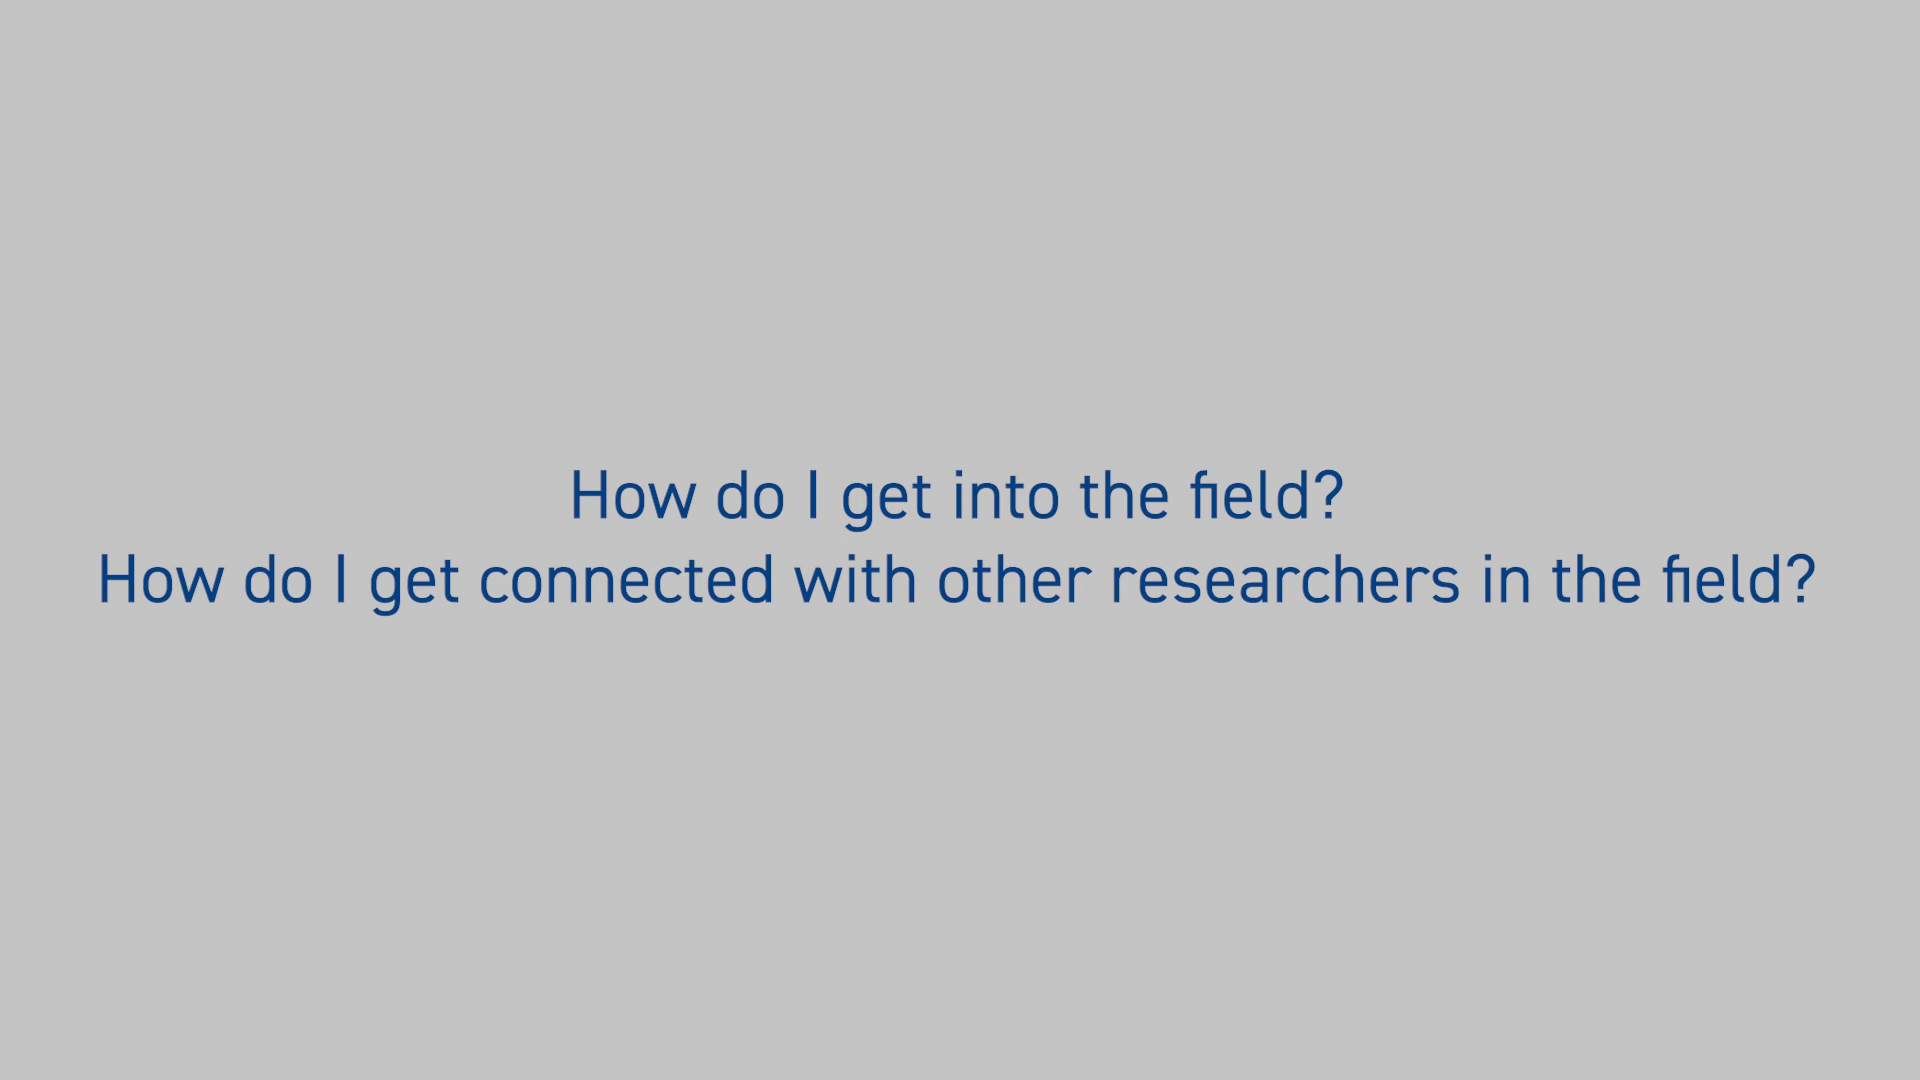 How do I get into the field?
How do I get connected with other researchers in the field?